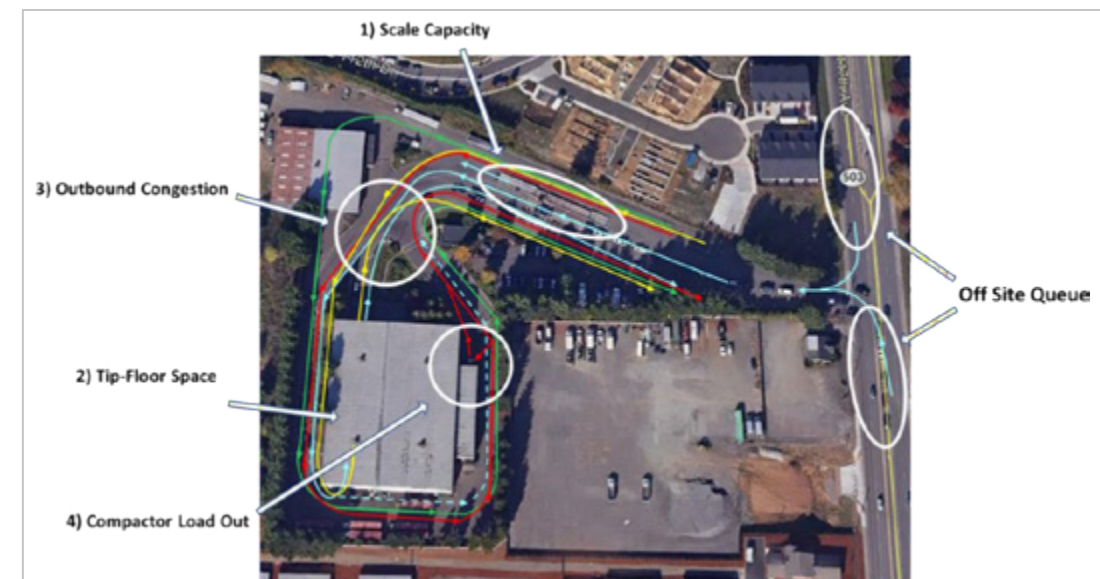 1) Scale Capacity
503
3) Outbound Congestion
Off Site Queue
2) Tip-Floor Space
4) Compactor Load Out